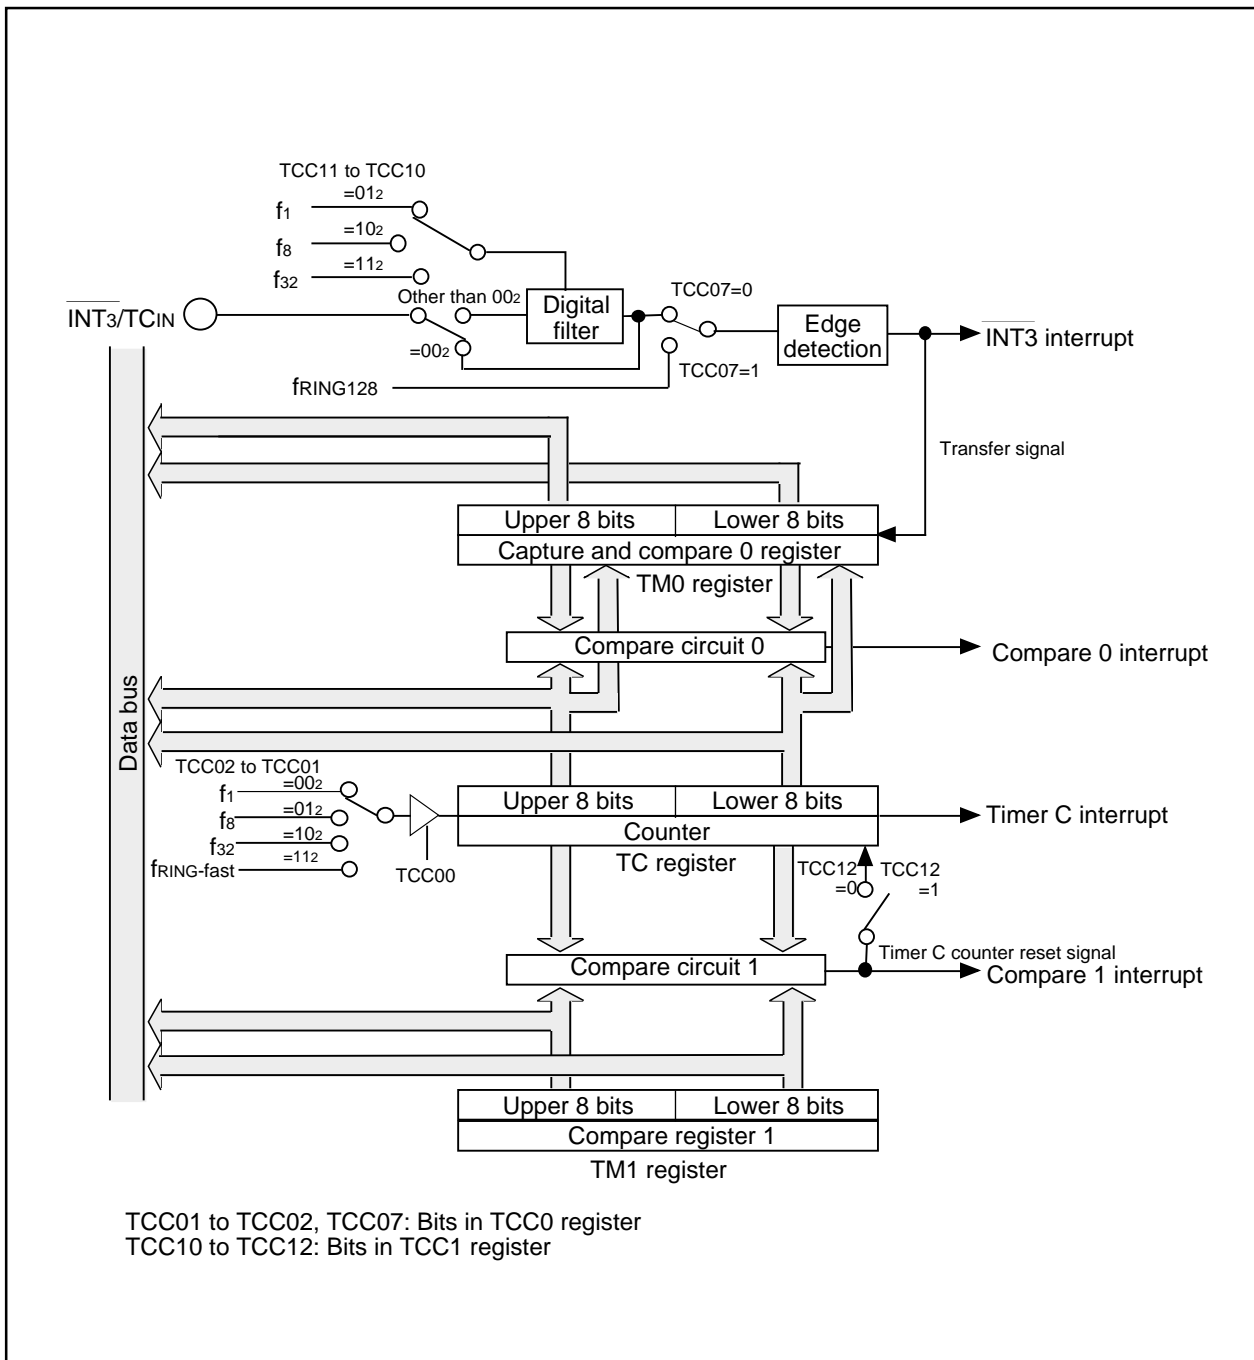 TCC11 to TCC10
=012
f1
=102
f8
=112
f32
Other than 002
Digital
filter
TCC07=0
INT3/TCIN
Edge
detection
INT3 interrupt
=002
TCC07=1
fRING128
Transfer signal
Upper 8 bits
Lower 8 bits
Capture and compare 0 register
TM0 register
Compare circuit 0
Compare 0 interrupt
Data bus
TCC02 to TCC01
=002
f1
=012
f8
=102
f32
=112
fRING-fast
TCC00
Upper 8 bits
Lower 8 bits
Counter
TC register
Timer C interrupt
TCC12
=0
TCC12
=1
Timer C counter reset signal
Compare circuit 1
Compare 1 interrupt
Upper 8 bits
Lower 8 bits
Compare register 1
TM1 register
TCC01 to TCC02, TCC07: Bits in TCC0 register
TCC10 to TCC12: Bits in TCC1 register